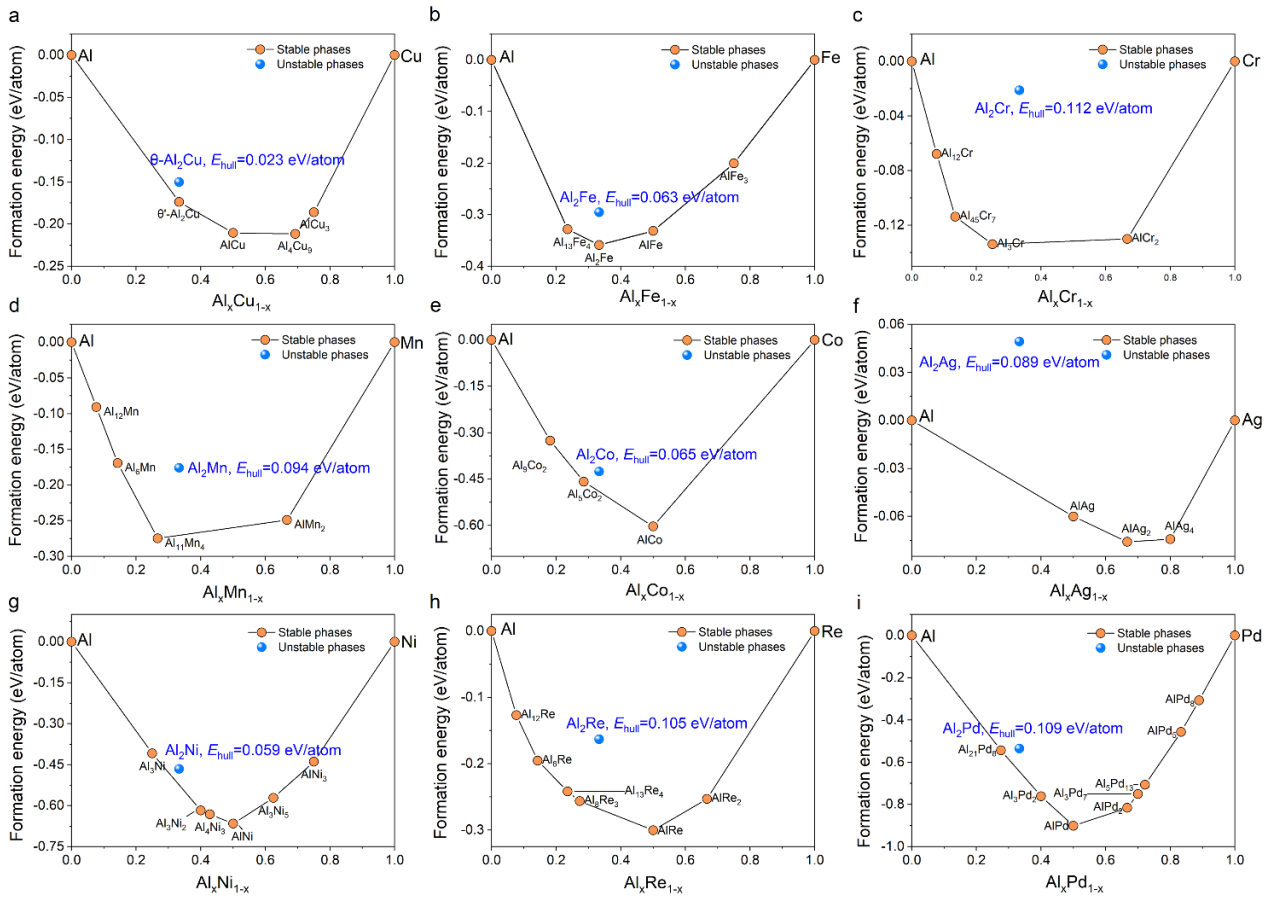 a
Formation energy (eV/atom)
0.00
-0.05
-0.10
-0.15
-0.20
-0.25
Al
Cu
Stable phases
Unstable phases
θ-Al₂Cu, E_hull=0.023 eV/atom
θ'-Al₂Cu
AlCu
Al₄Cu₉
AlCu₃
0.0 0.2 0.4 0.6 0.8 1.0
AlₓCu₁₋ₓ
b
Formation energy (eV/atom)
0.0
-0.1
-0.2
-0.3
-0.4
Al
Fe
Stable phases
Unstable phases
Al₂Fe, E_hull=0.063 eV/atom
Al₁₃Fe₄
Al₂Fe
AlFe
AlFe₃
0.0 0.2 0.4 0.6 0.8 1.0
AlₓFe₁₋ₓ
c
Formation energy (eV/atom)
0.00
-0.04
-0.08
-0.12
Al
Cr
Stable phases
Unstable phases
Al₂Cr, E_hull=0.112 eV/atom
Al₁₂Cr
Al₄₅Cr₇
Al₃Cr
AlCr₂
0.0 0.2 0.4 0.6 0.8 1.0
AlₓCr₁₋ₓ
d
Formation energy (eV/atom)
0.00
-0.05
-0.10
-0.15
-0.20
-0.25
-0.30
Al
Mn
Stable phases
Unstable phases
Al₂Mn, E_hull=0.094 eV/atom
Al₁₂Mn
Al₆Mn
Al₁₁Mn₄
AlMn₂
0.0 0.2 0.4 0.6 0.8 1.0
AlₓMn₁₋ₓ
e
Formation energy (eV/atom)
0.00
-0.15
-0.30
-0.45
-0.60
Al
Co
Stable phases
Unstable phases
Al₂Co, E_hull=0.065 eV/atom
Al₉Co₂
Al₅Co₂
AlCo
0.0 0.2 0.4 0.6 0.8 1.0
AlₓCo₁₋ₓ
f
Formation energy (eV/atom)
0.06
0.04
0.00
-0.03
-0.06
Al
Ag
Stable phases
Unstable phases
Al₂Ag, E_hull=0.089 eV/atom
AlAg
AlAg₂
AlAg₄
0.0 0.2 0.4 0.6 0.8 1.0
AlₓAg₁₋ₓ
g
Formation energy (eV/atom)
0.00
-0.15
-0.30
-0.45
-0.60
-0.75
Al
Ni
Stable phases
Unstable phases
Al₂Ni, E_hull=0.059 eV/atom
Al₃Ni
Al₃Ni₂
Al₄Ni₃
AlNi
Al₃Ni₅
AlNi₃
0.0 0.2 0.4 0.6 0.8 1.0
AlₓNi₁₋ₓ
h
Formation energy (eV/atom)
0.0
-0.1
-0.2
-0.3
Al
Re
Stable phases
Unstable phases
Al₂Re, E_hull=0.105 eV/atom
Al₁₂Re
Al₆Re
Al₁₃Re₄
Al₈Re₃
AlRe
AlRe₂
0.0 0.2 0.4 0.6 0.8 1.0
AlₓRe₁₋ₓ
i
Formation energy (eV/atom)
0.0
-0.2
-0.4
-0.6
-0.8
-1.0
Al
Pd
Stable phases
Unstable phases
Al₂Pd, E_hull=0.109 eV/atom
Al₂₁Pd₈
Al₃Pd₂
AlPd
AlPd₂
Al₃Pd₇
Al₅Pd₁₃
AlPd₅
AlPd₈
0.0 0.2 0.4 0.6 0.8 1.0
AlₓPd₁₋ₓ